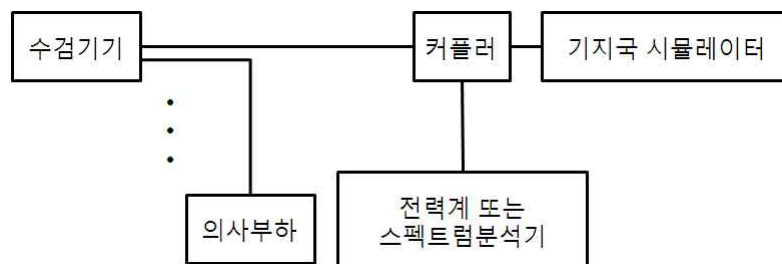 수검기기
커플러
기지국 시뮬레이터
의사부하
전력계 또는
스펙트럼분석기